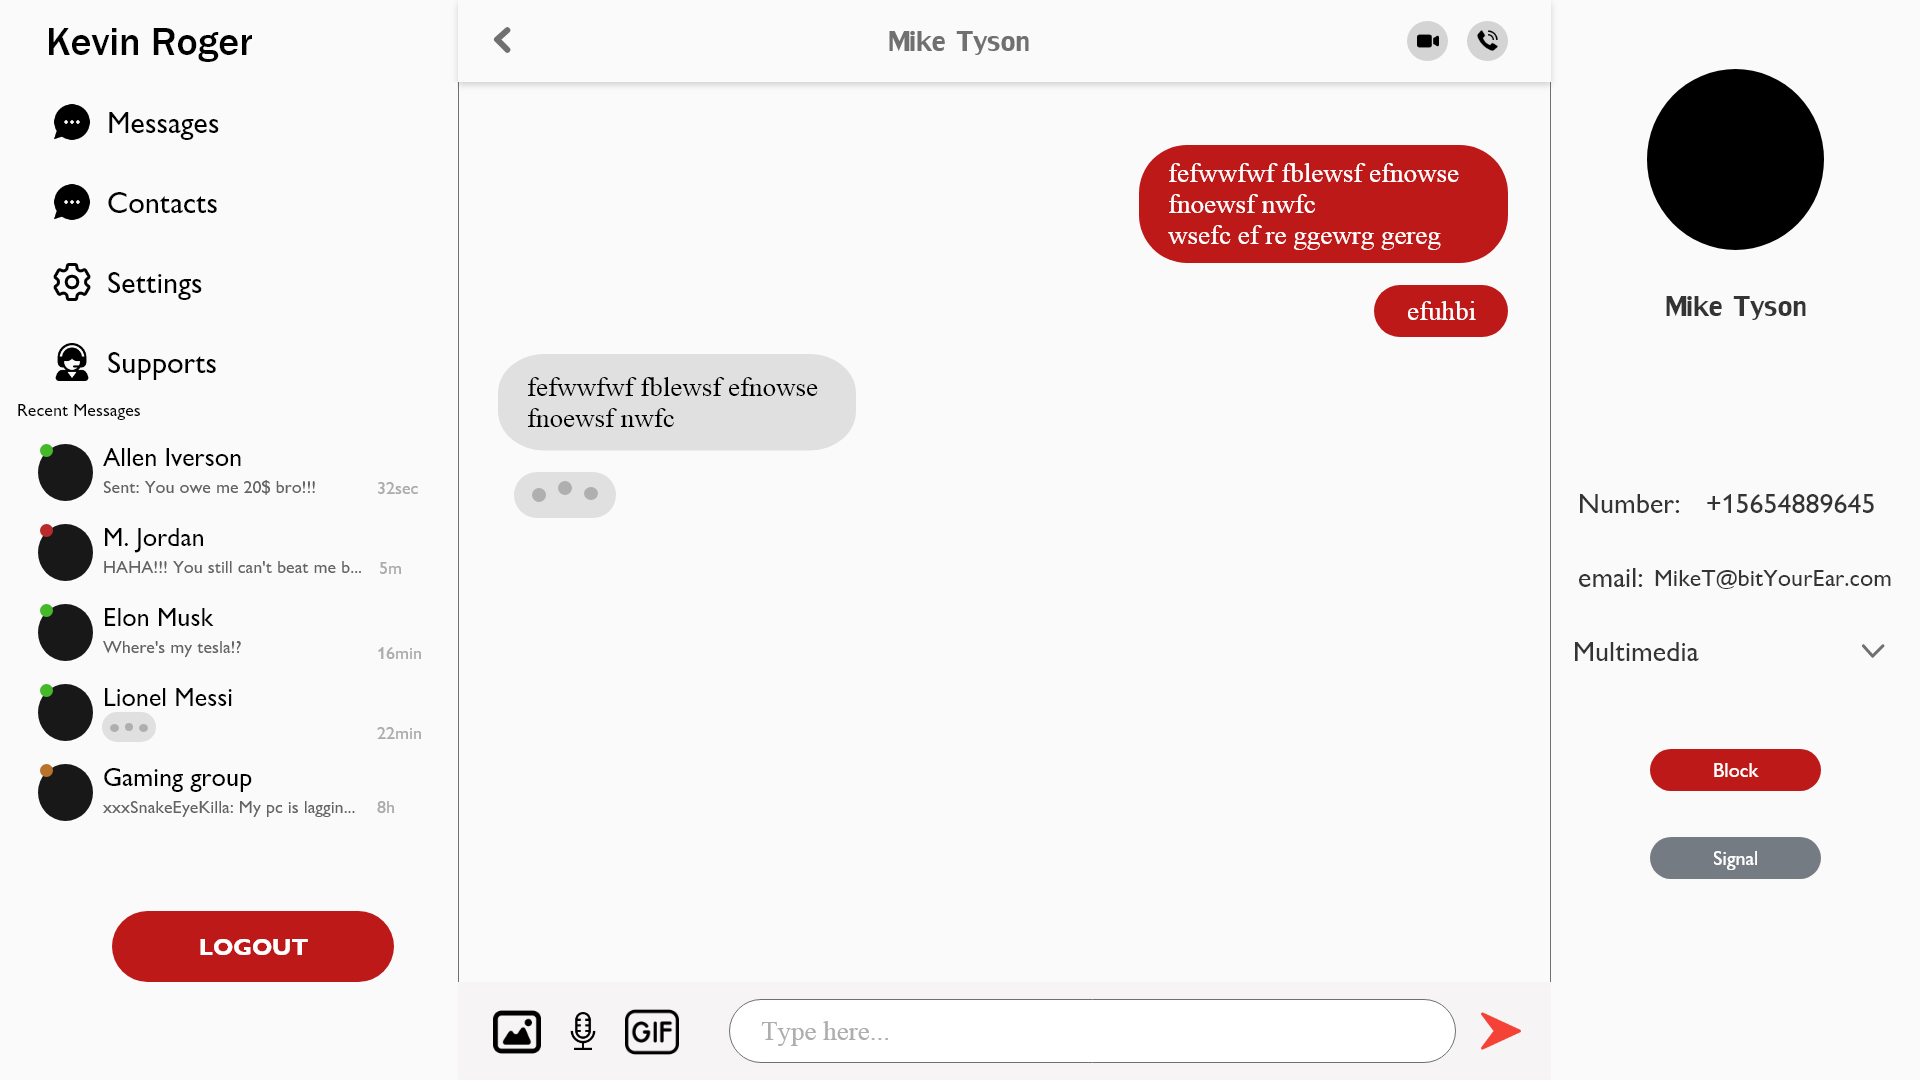 Kevin Roger
Messages
Contacts
Settings
Supports
Recent Messages
Allen Iverson
Sent: You owe me 20$ bro!!!
32sec
M. Jordan
HAHA!!! You still can't beat me b...
5m
Elon Musk
Where's my tesla!?
16min
Lionel Messi
22min
Gaming group
xxxSnakeEyeKilla: My pc is laggin...
8h
LOGOUT
Mike Tyson
fefwwfwf fblewsf efnowse
fnoewsf nwfc
wsefc ef re ggewrg gereg
efuhbi
fefwwfwf fblewsf efnowse
fnoewsf nwfc
GIF
Type here...
Mike Tyson
Number: +15654889645
email: MikeT@bitYourEar.com
Multimedia
Block
Signal